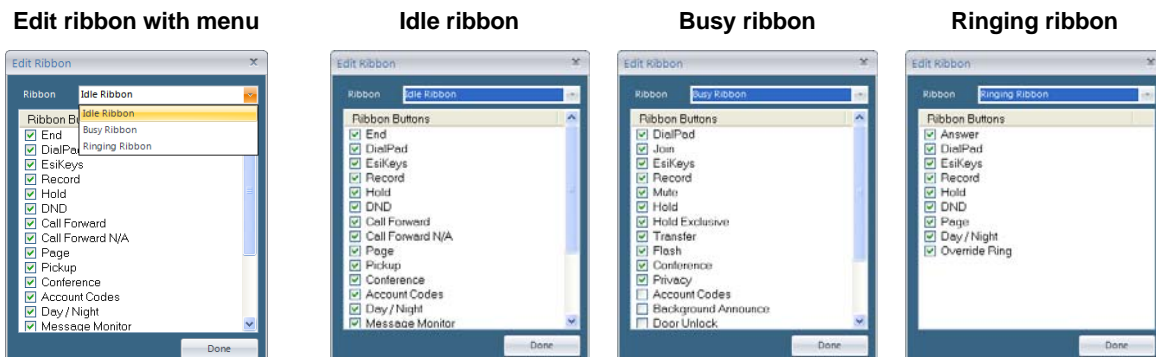 Edit ribbon with menu
Edit Ribbon
Ribbon Idle Ribbon
Idle Ribbon
Busy Ribbon
Ringing Ribbon
Ribbon Bu
End
DialPad
EsiKeys
Record
Hold
DND
Call Forward
Call Forward N/A
Page
Pickup
Conference
Account Codes
Day / Night
Message Monitor
Done
Idle ribbon
Edit Ribbon
Ribbon Idle Ribbon
Ribbon Buttons
End
DialPad
EsiKeys
Record
Hold
DND
Call Forward
Call Forward N/A
Page
Pickup
Conference
Account Codes
Day / Night
Message Monitor
Done
Busy ribbon
Edit Ribbon
Ribbon Busy Ribbon
Ribbon Buttons
DialPad
Join
EsiKeys
Record
Mute
Hold
Hold Exclusive
Transfer
Flash
Conference
Privacy
Account Codes
Background Announce
Door Unlock
Done
Ringing ribbon
Edit Ribbon
Ribbon Ringing Ribbon
Ribbon Buttons
Answer
DialPad
EsiKeys
Record
Hold
DND
Page
Day / Night
Override Ring
Done